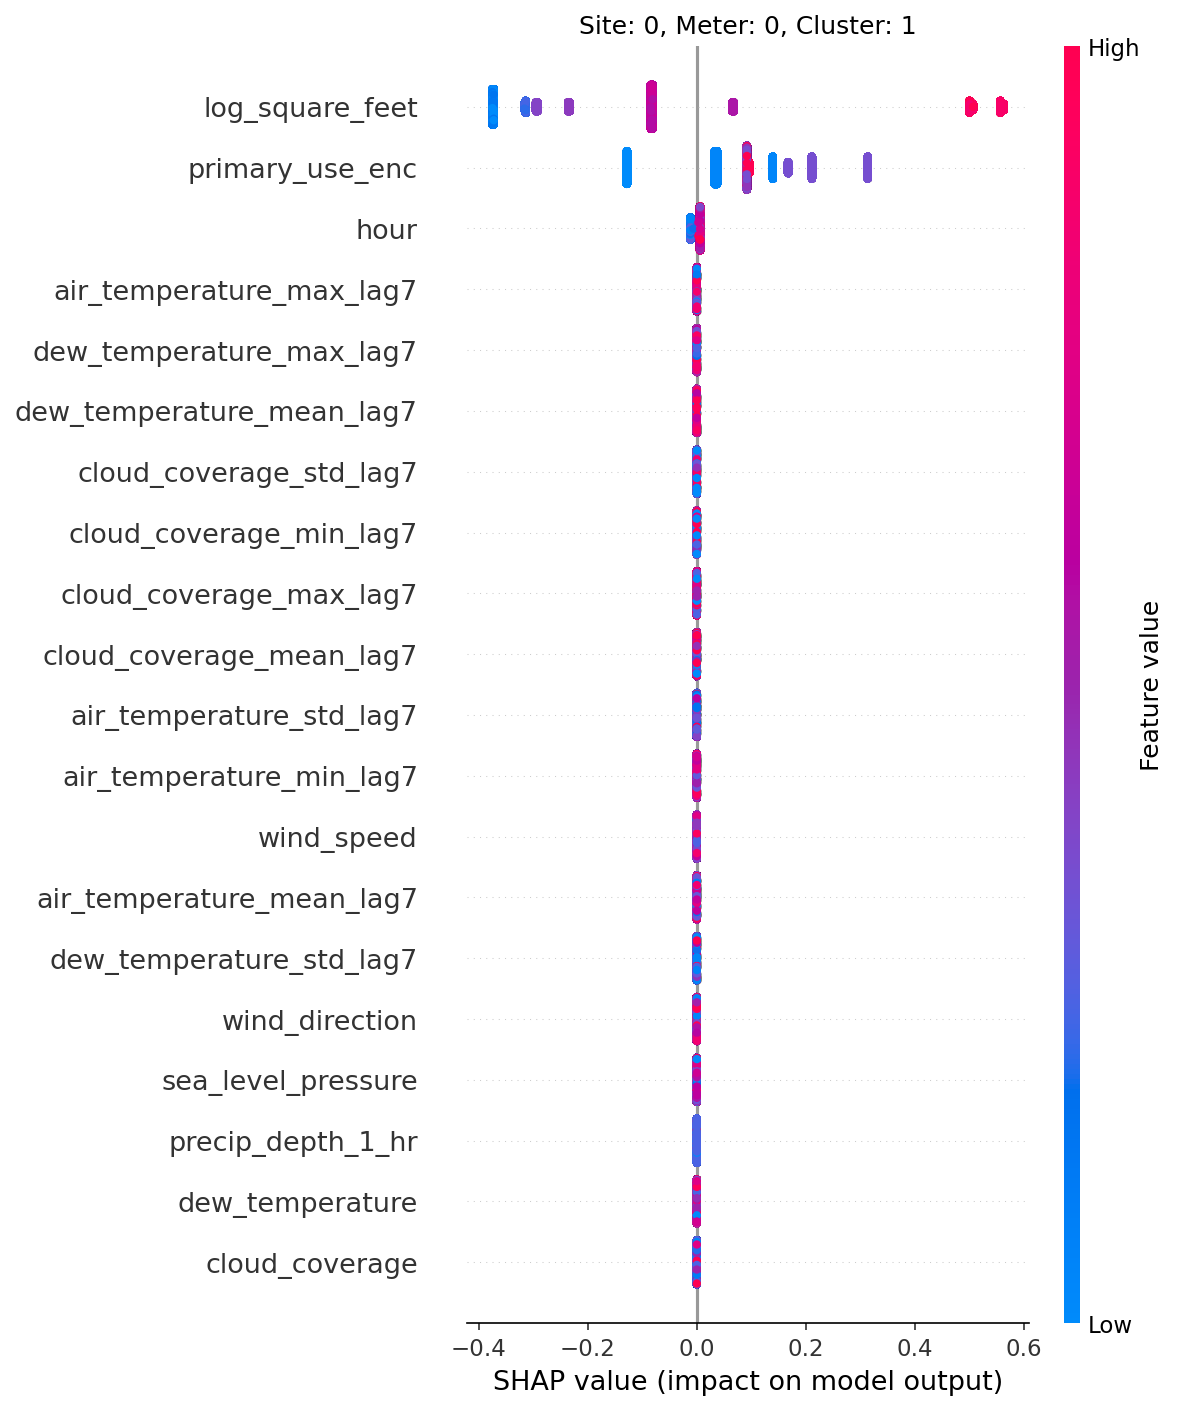 Site: 0, Meter: 0, Cluster: 1
High
log_square_feet
primary_use_enc
hour
air_temperature_max_lag7
dew_temperature_max_lag7
dew_temperature_mean_lag7
cloud_coverage_std_lag7
cloud_coverage_min_lag7
cloud_coverage_max_lag7
cloud_coverage_mean_lag7
air_temperature_std_lag7
air_temperature_min_lag7
wind_speed
air_temperature_mean_lag7
dew_temperature_std_lag7
wind_direction
sea_level_pressure
precip_depth_1_hr
dew_temperature
cloud_coverage
Feature value
Low
−0.4 −0.2 0.0 0.2 0.4 0.6
SHAP value (impact on model output)